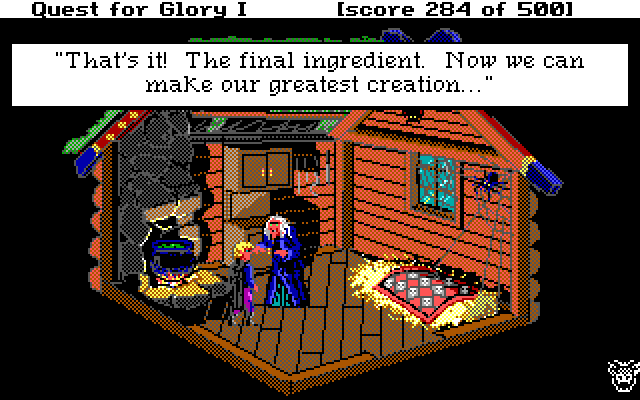 Quest for Glory I [score 284 of 500]
"That's it! The final ingredient. Now we can
make our greatest creation..."